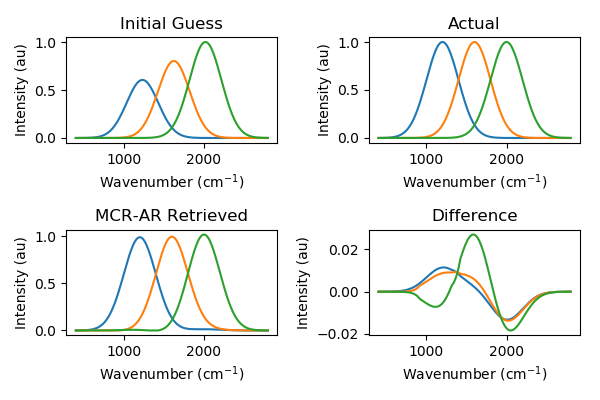 Initial Guess
Intensity (au)
1.0
0.5
0.0
1000 2000
Wavenumber (cm⁻¹)
Actual
Intensity (au)
1.0
0.5
0.0
1000 2000
Wavenumber (cm⁻¹)
MCR-AR Retrieved
Intensity (au)
1.0
0.5
0.0
1000 2000
Wavenumber (cm⁻¹)
Difference
Intensity (au)
0.02
0.00
−0.02
1000 2000
Wavenumber (cm⁻¹)